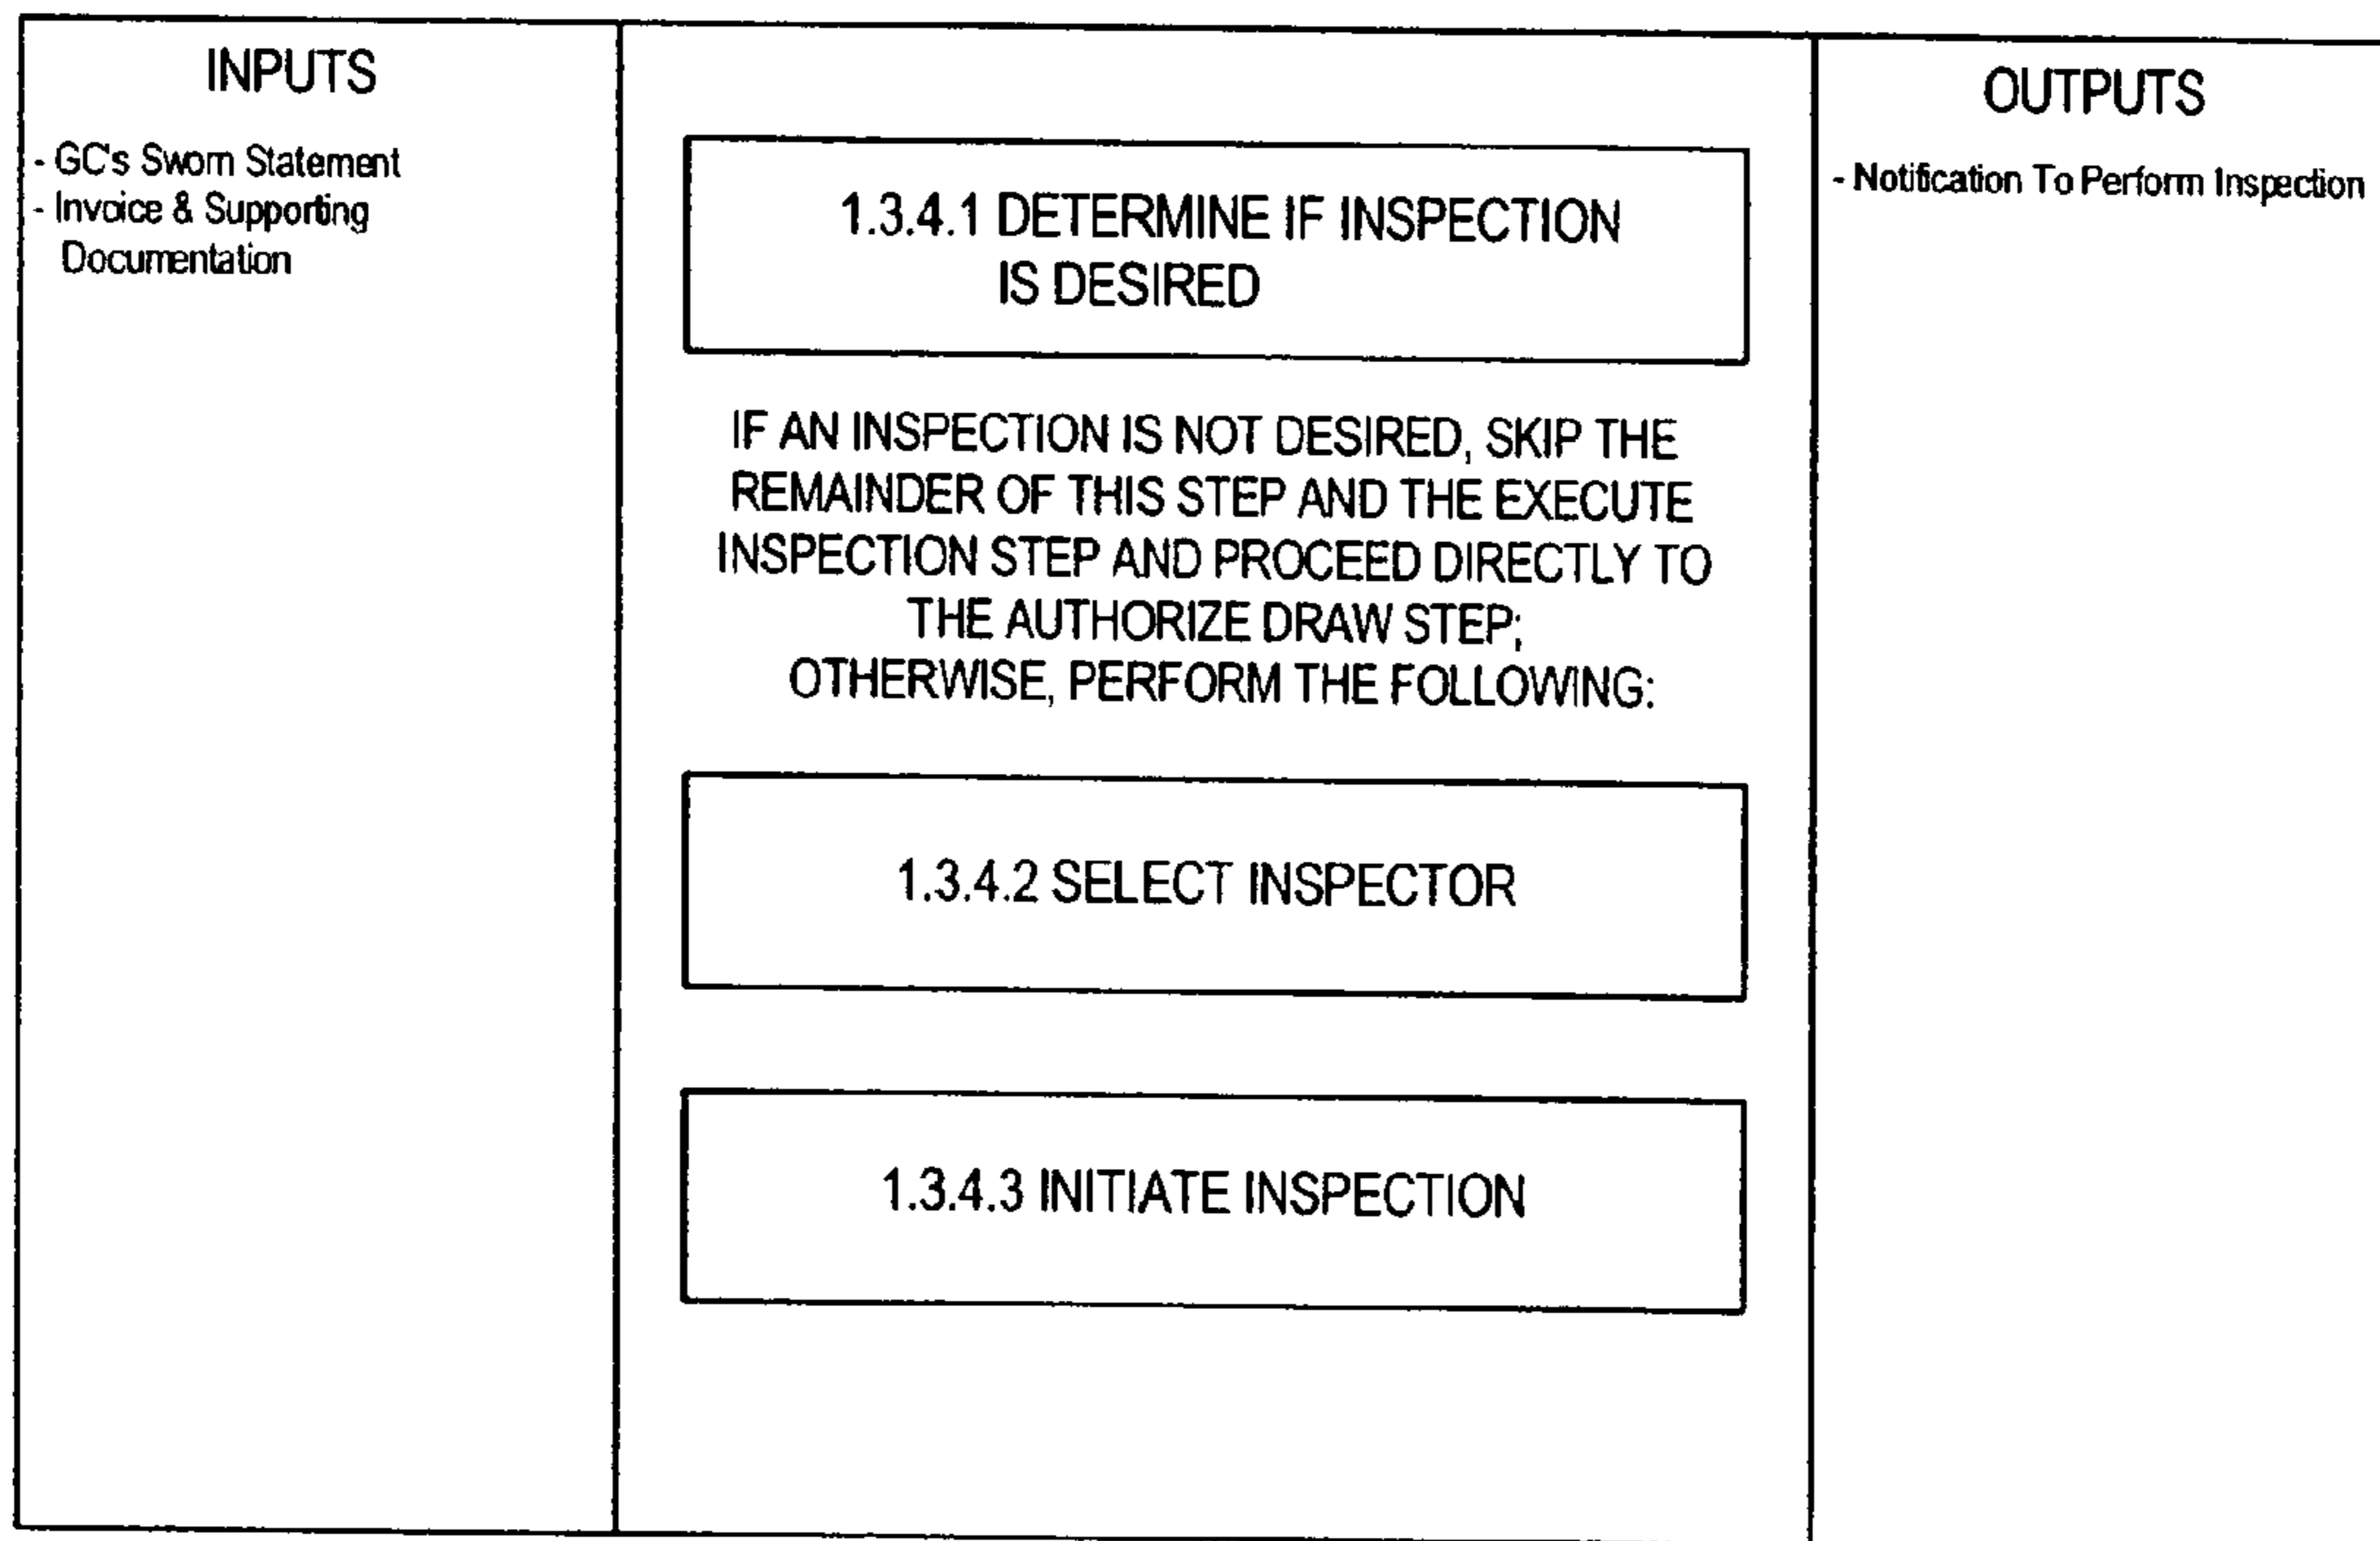 INPUTS
- GC's Sworn Statement
- Invoice & Supporting
Documentation
1.3.4.1 DETERMINE IF INSPECTION
IS DESIRED
IF AN INSPECTION IS NOT DESIRED, SKIP THE
REMAINDER OF THIS STEP AND THE EXECUTE
INSPECTION STEP AND PROCEED DIRECTLY TO
THE AUTHORIZE DRAW STEP;
OTHERWISE, PERFORM THE FOLLOWING:
1.3.4.2 SELECT INSPECTOR
1.3.4.3 INITIATE INSPECTION
OUTPUTS
- Notification To Perform Inspection